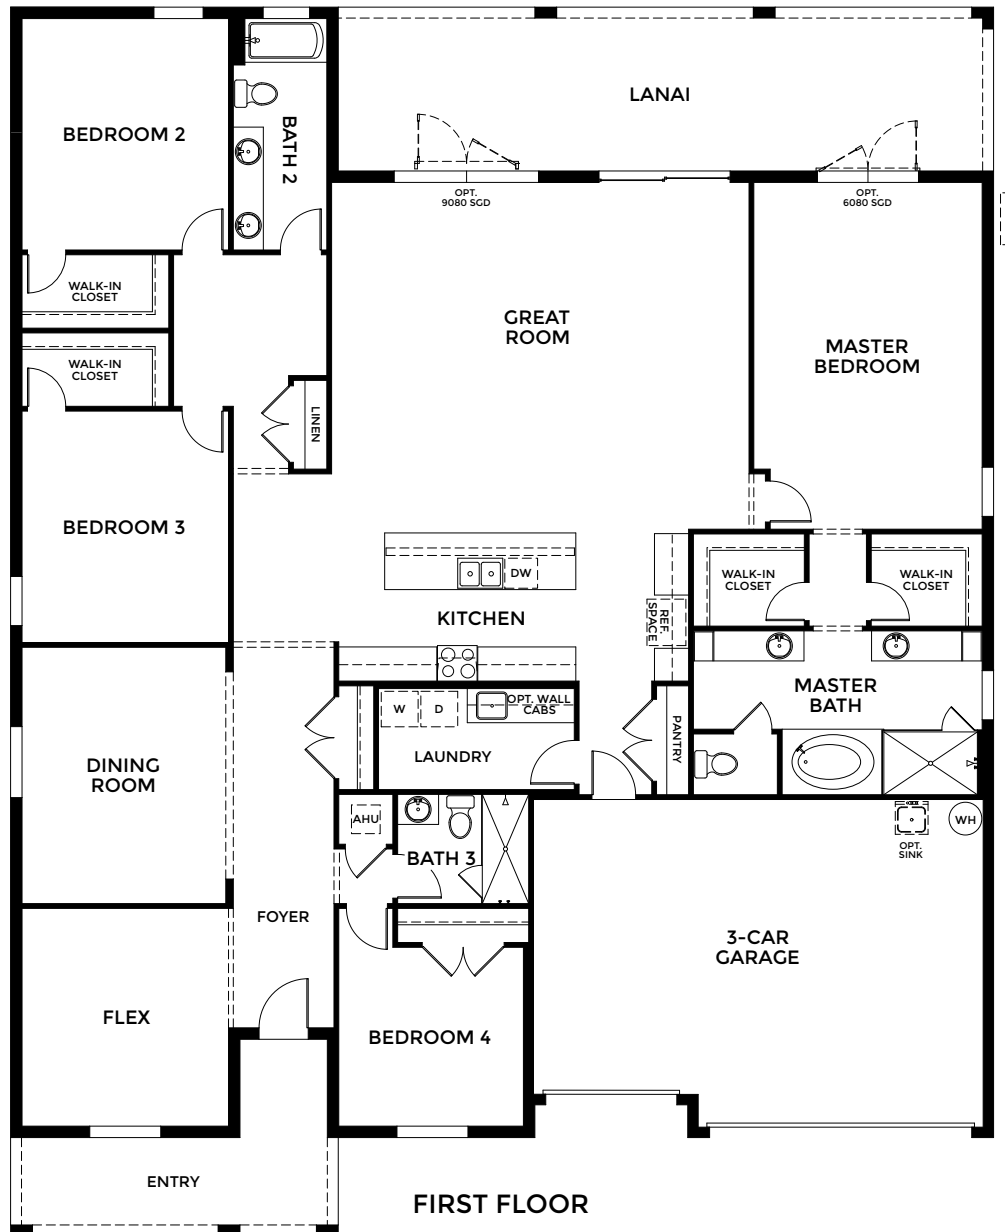 LANAI
BEDROOM 2
BATH 2
OPT.
9080 SGD
OPT.
6080 SGD
WALK-IN
CLOSET
GREAT
ROOM
MASTER
BEDROOM
WALK-IN
CLOSET
LINEN
BEDROOM 3
DW
WALK-IN
CLOSET
WALK-IN
CLOSET
KITCHEN
REF.
SPACE
MASTER
BATH
W
D
OPT. WALL
CABS
PANTRY
LAUNDRY
DINING
ROOM
AHU
BATH 3
OPT.
SINK
WH
FOYER
3-CAR
GARAGE
FLEX
BEDROOM 4
ENTRY
FIRST FLOOR